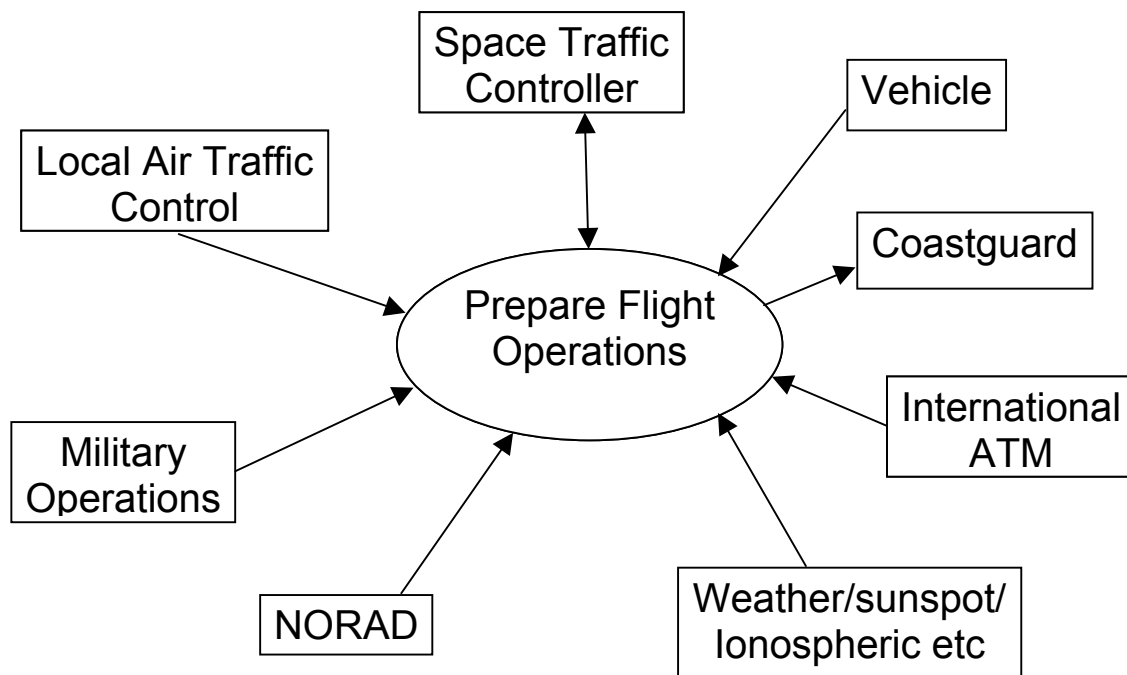 Space Traffic
Controller
Vehicle
Local Air Traffic
Control
Coastguard
Prepare Flight
Operations
International
ATM
Military
Operations
Weather/sunspot/
Ionospheric etc
NORAD